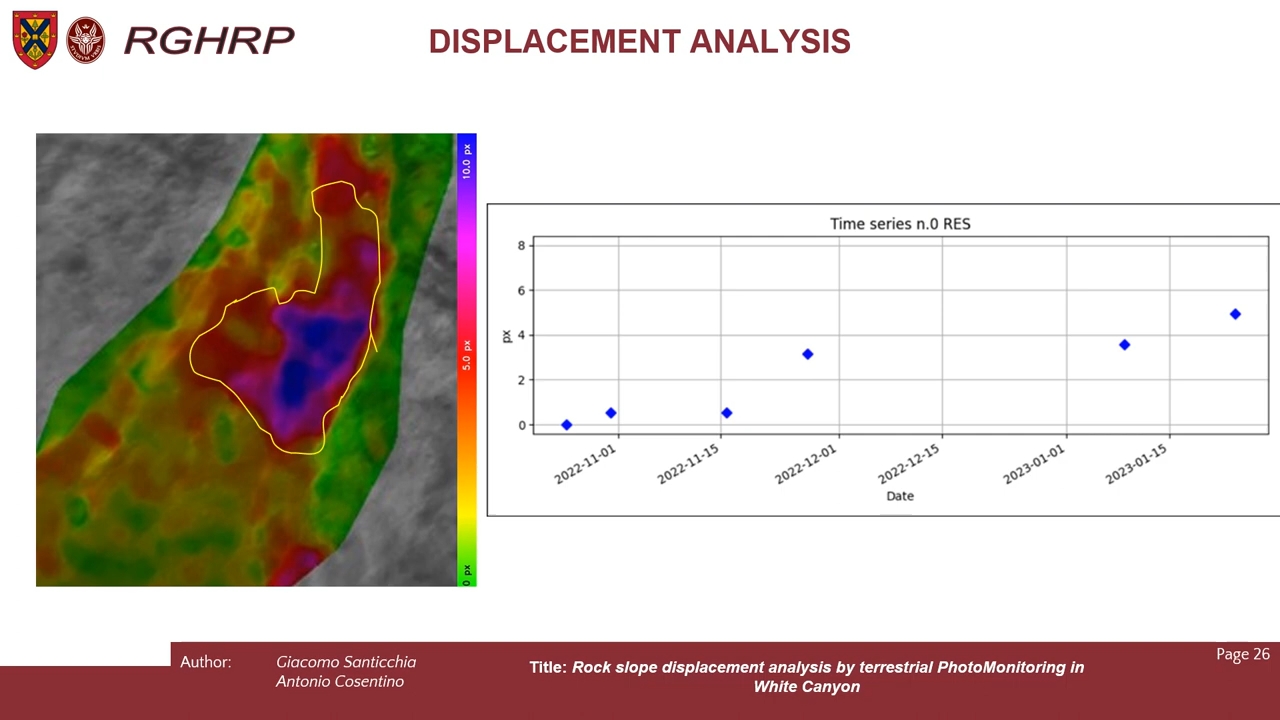 RGHRP
DISPLACEMENT ANALYSIS
10.0 px
5.0 px
0 px
Time series n.0 RES
8
6
4
2
0
px
2022-11-01
2022-11-15
2022-12-01
2022-12-15
2023-01-01
2023-01-15
Date
Author:
Giacomo Santicchia
Antonio Cosentino
Title: Rock slope displacement analysis by terrestrial PhotoMonitoring in
White Canyon
Page 26